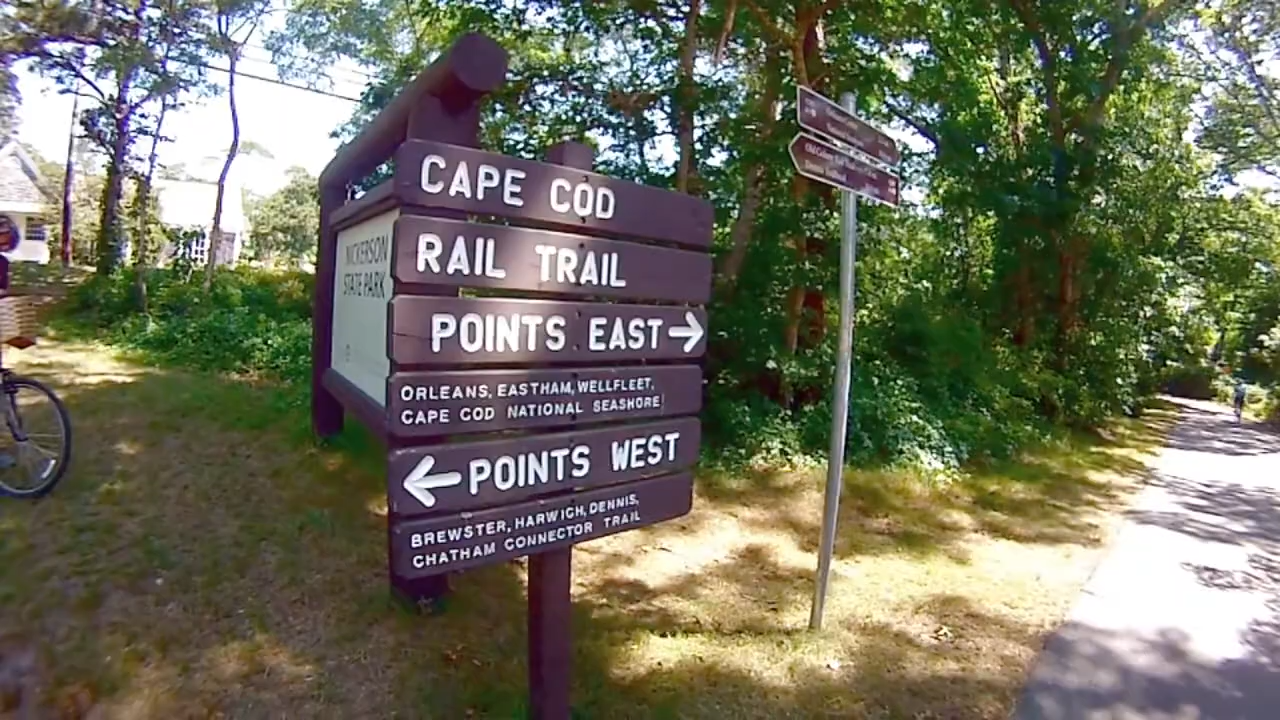 CAPE COD
RAIL TRAIL
POINTS EAST →
ORLEANS, EASTHAM, WELLFLEET,
CAPE COD NATIONAL SEASHORE
← POINTS WEST
BREWSTER, HARWICH, DENNIS,
CHATHAM CONNECTOR TRAIL
NICKERSON
STATE PARK